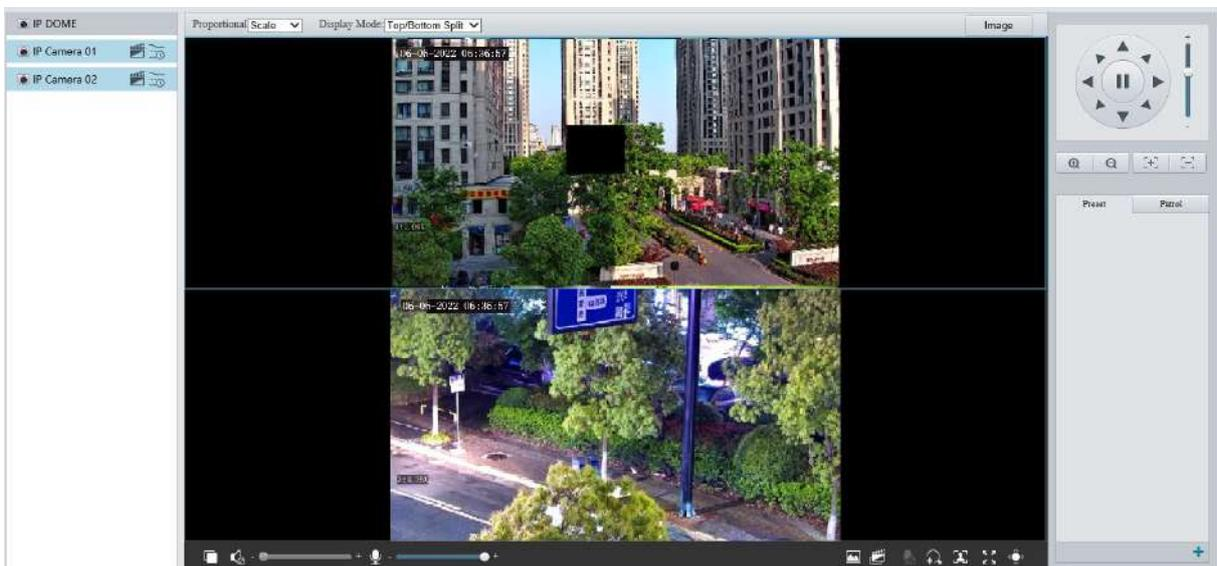 IP DOME
Proportional Scale Display Mode: Top/Bottom Split Image
IP Camera 01
IP Camera 02
06-06-2022 06:36:57
06-06-2022 06:36:57
Preset Patrol